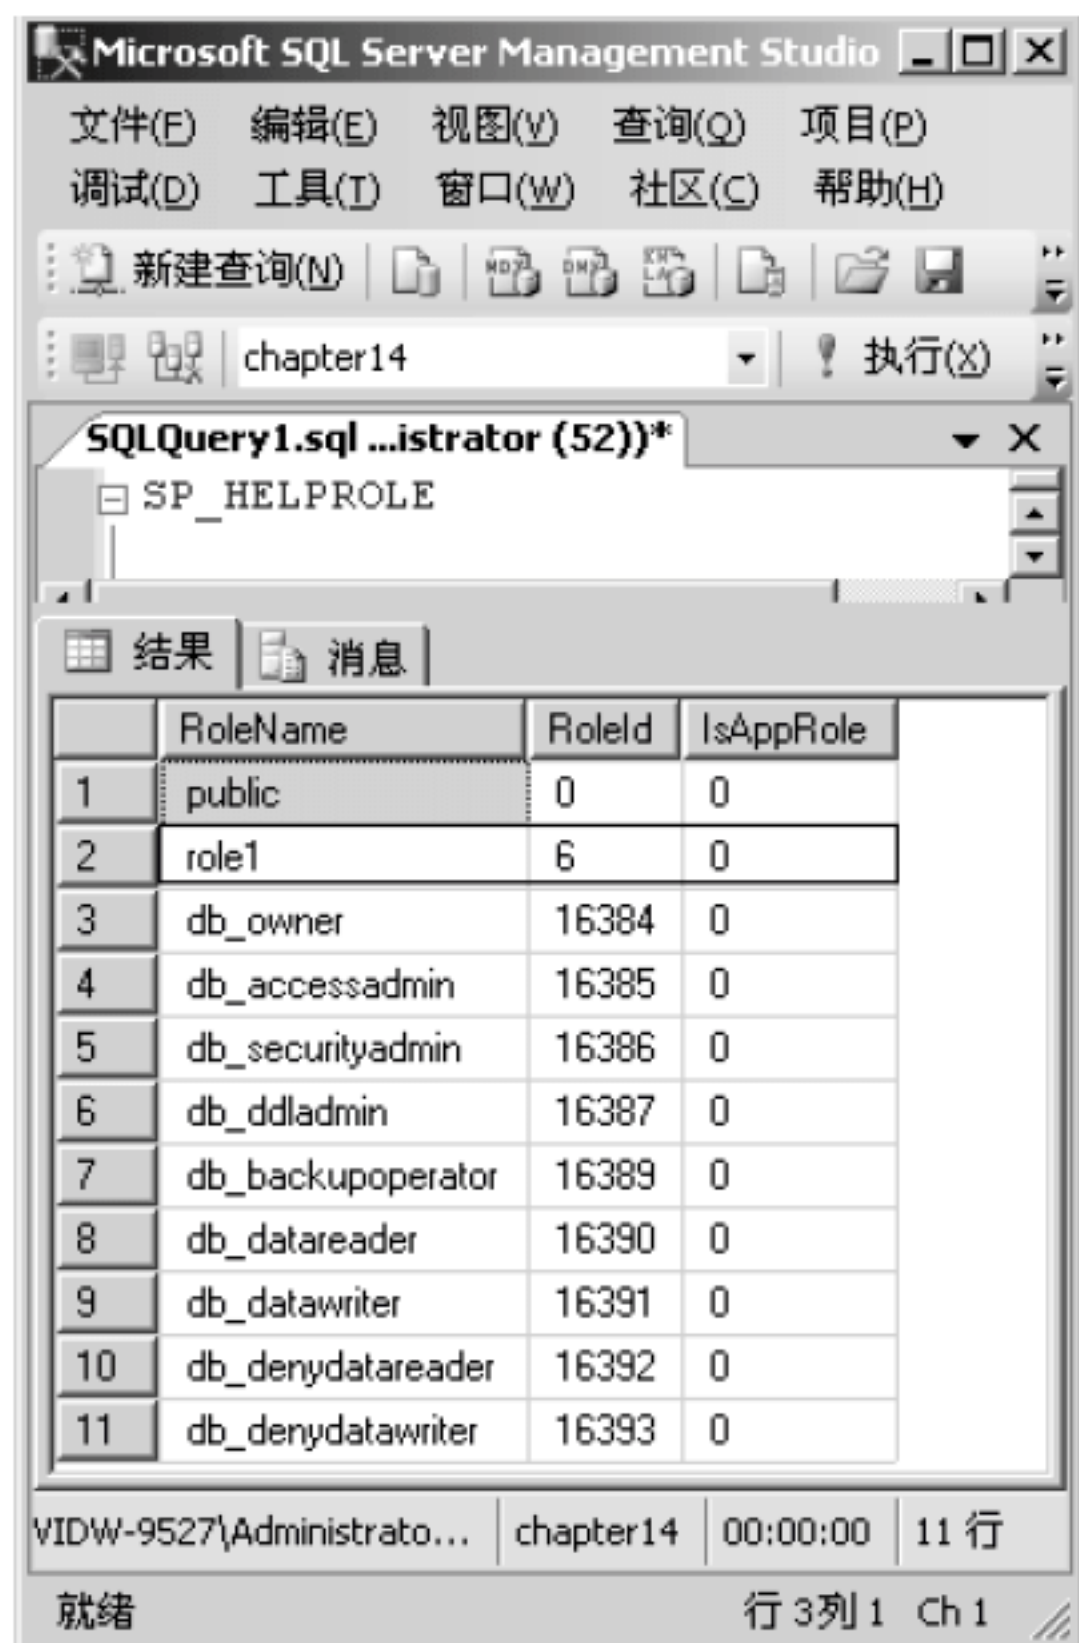 Microsoft SQL Server Management Studio
文件(F) 编辑(E) 视图(V) 查询(Q) 项目(P)
调试(D) 工具(T) 窗口(W) 社区(C) 帮助(H)
新建查询(N)
chapter14 执行(X)
SQLQuery1.sql ...istrator (52))*
SP_HELPROLE
结果 消息
RoleName RoleId IsAppRole
1 public 0 0
2 role1 6 0
3 db_owner 16384 0
4 db_accessadmin 16385 0
5 db_securityadmin 16386 0
6 db_ddladmin 16387 0
7 db_backupoperator 16389 0
8 db_datareader 16390 0
9 db_datawriter 16391 0
10 db_denydatareader 16392 0
11 db_denydatawriter 16393 0
VIDW-9527\Administrato... chapter14 00:00:00 11 行
就绪 行 3 列 1 Ch 1